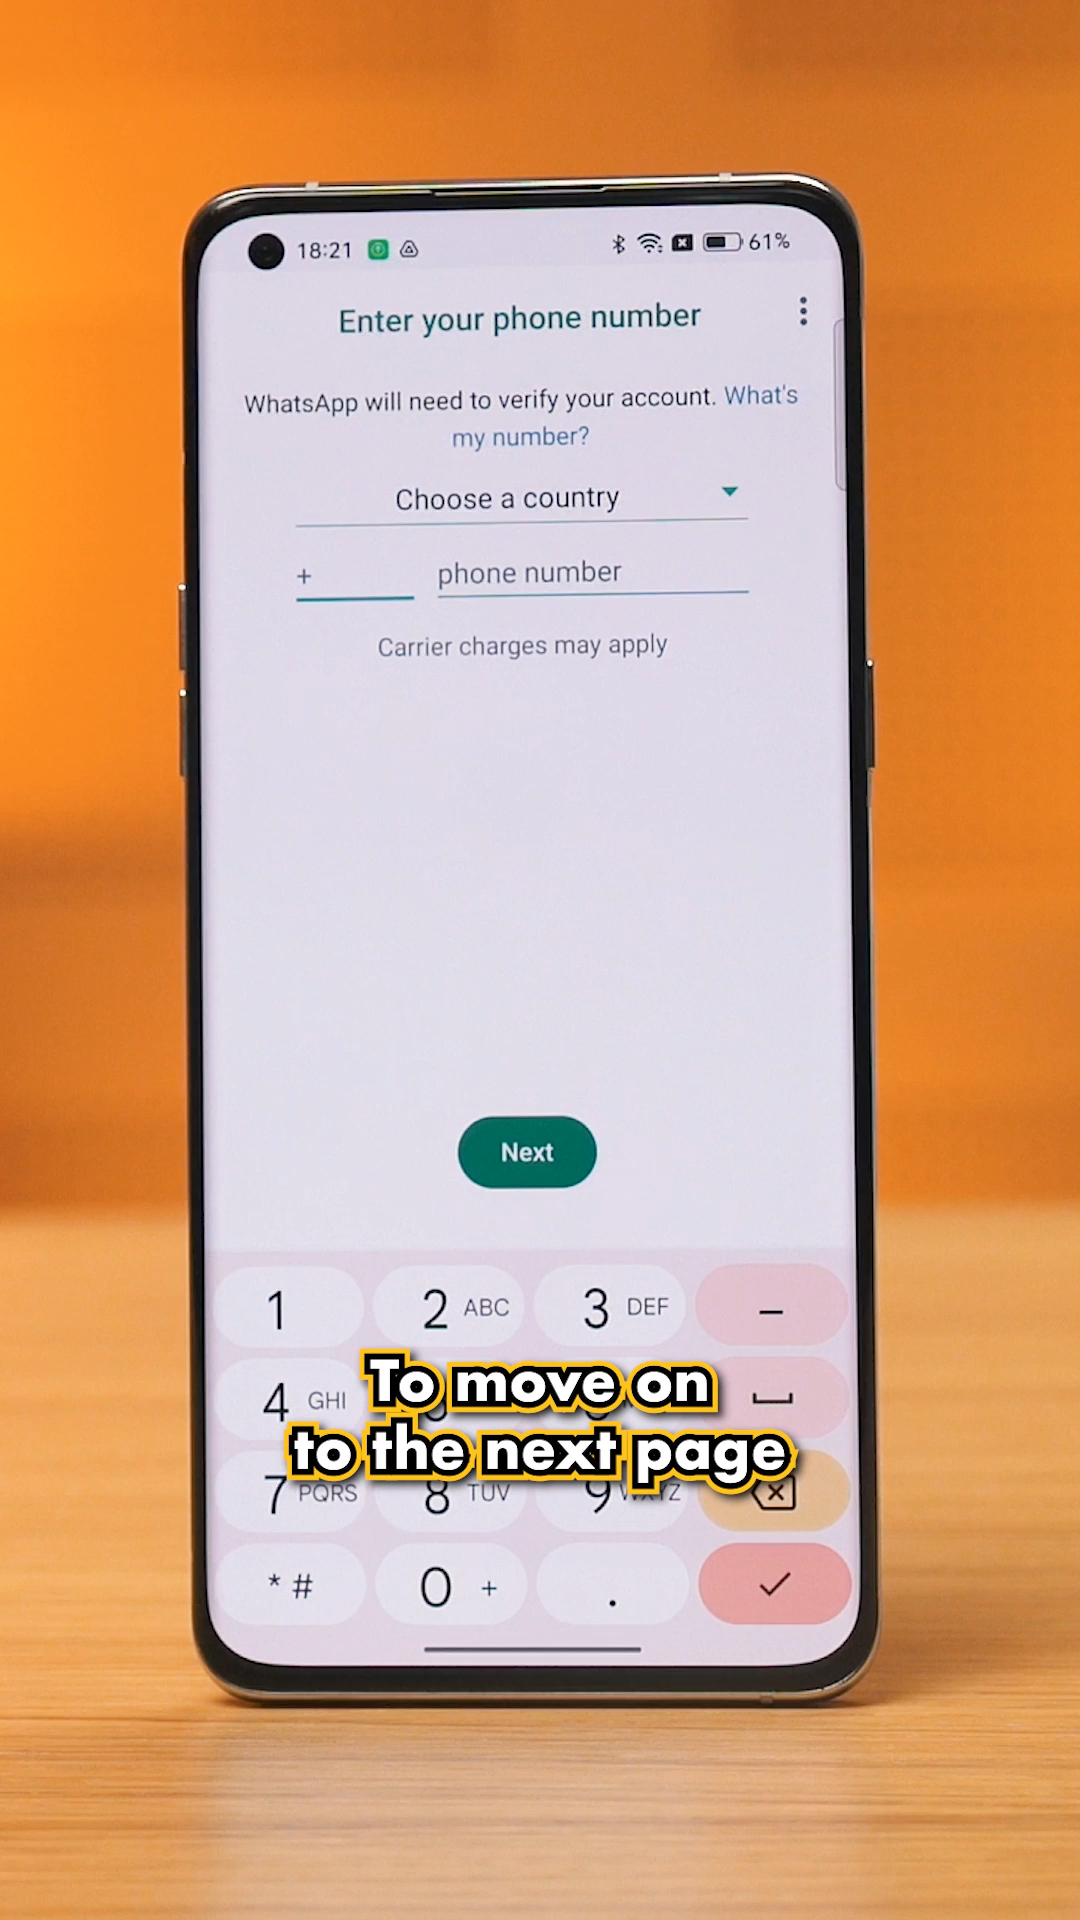 18:21
61%
Enter your phone number
WhatsApp will need to verify your account. What's
my number?
Choose a country
+
phone number
Carrier charges may apply
Next
1
2 ABC
3 DEF
–
4 GHI
To move on
to the next page
7 PQRS
8 TUV
9 WXYZ
* #
0 +
.